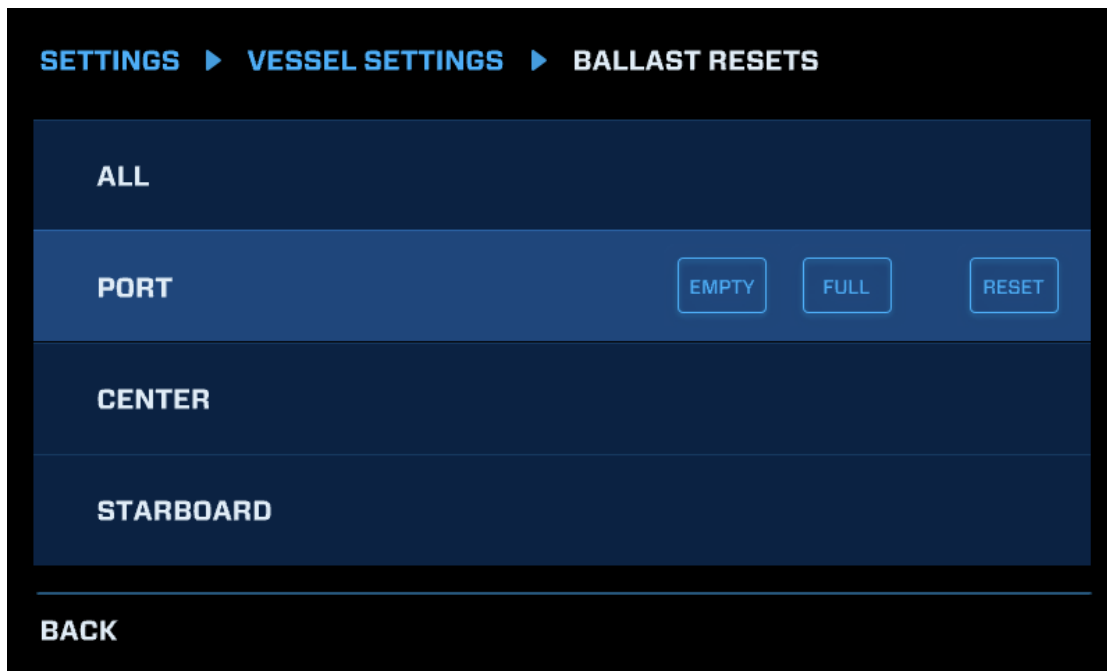 SETTINGS ▶ VESSEL SETTINGS ▶ BALLAST RESETS
ALL
PORT EMPTY FULL RESET
CENTER
STARBOARD
BACK